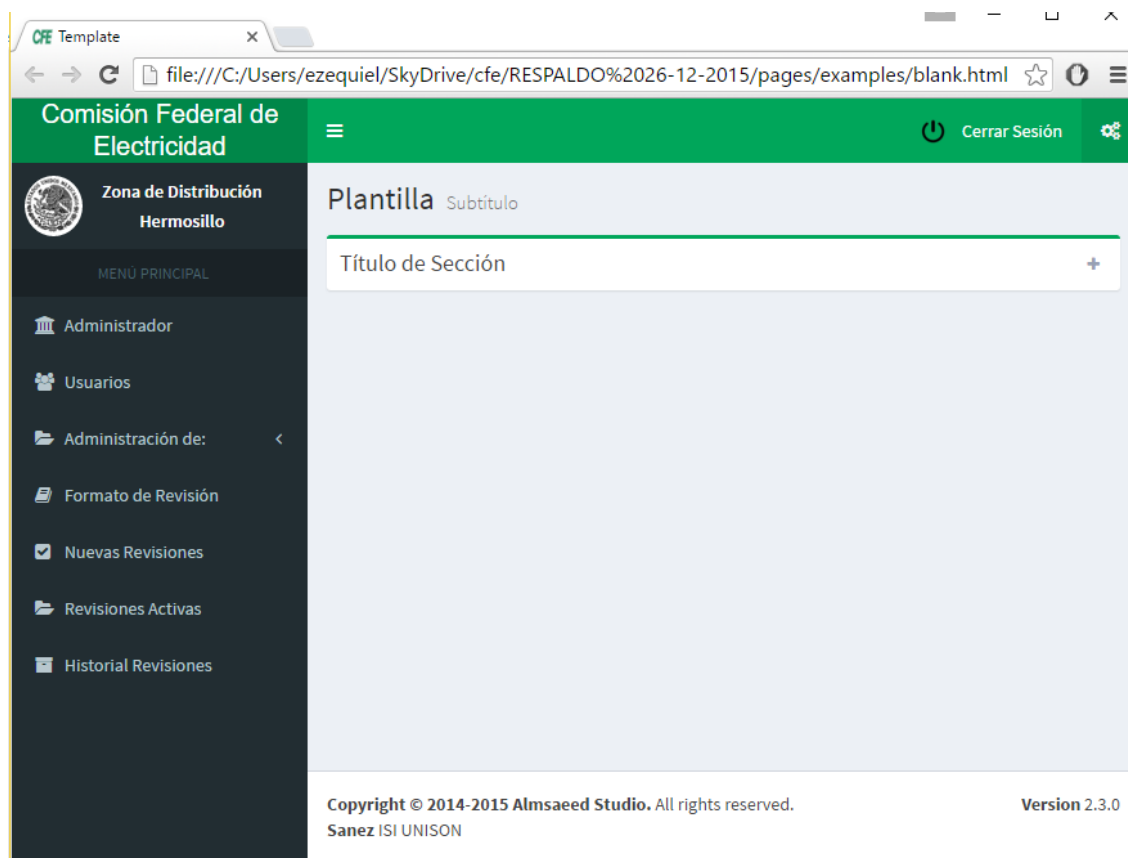 CFE Template
file:///C:/Users/ezequiel/SkyDrive/cfe/RESPALDO%2026-12-2015/pages/examples/blank.html
Comisión Federal de
Electricidad
Cerrar Sesión
Zona de Distribución
Hermosillo
Plantilla Subtitulo
Título de Sección
MENÚ PRINCIPAL
Administrador
Usuarios
Administración de:
Formato de Revisión
Nuevas Revisiones
Revisiones Activas
Historial Revisiones
Copyright © 2014-2015 Almsaeed Studio. All rights reserved.
Version 2.3.0
Sanez ISI UNISON